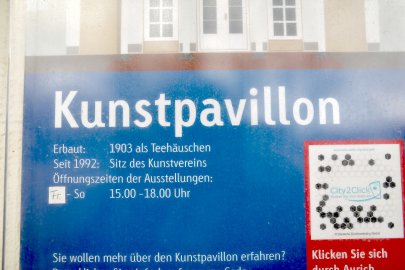 Kunstpavillon
Erbaut: 1903 als Teehäuschen
Seit 1992: Sitz des Kunstvereins
Öffnungszeiten der Ausstellungen:
Fr - So 15.00 -18.00 Uhr
Sie wollen mehr über den Kunstpavillon erfahren?
City2Click
Klicken Sie sich
durch Aurich